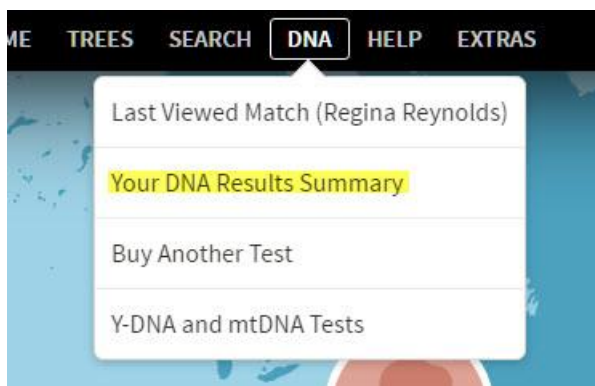 ME TREES SEARCH DNA HELP EXTRAS
Last Viewed Match (Regina Reynolds)
Your DNA Results Summary
Buy Another Test
Y-DNA and mtDNA Tests